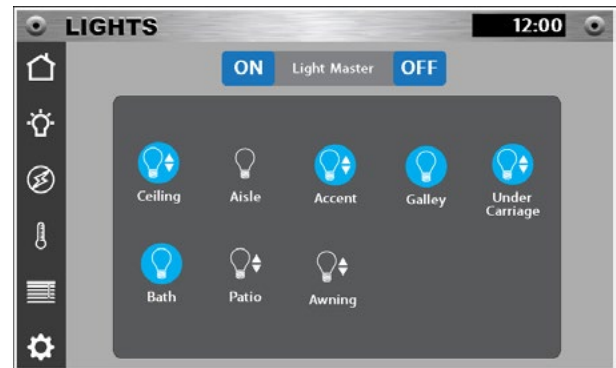 LIGHTS 12:00
ON Light Master OFF
Ceiling Aisle Accent Galley Under
Carriage
Bath Patio Awning